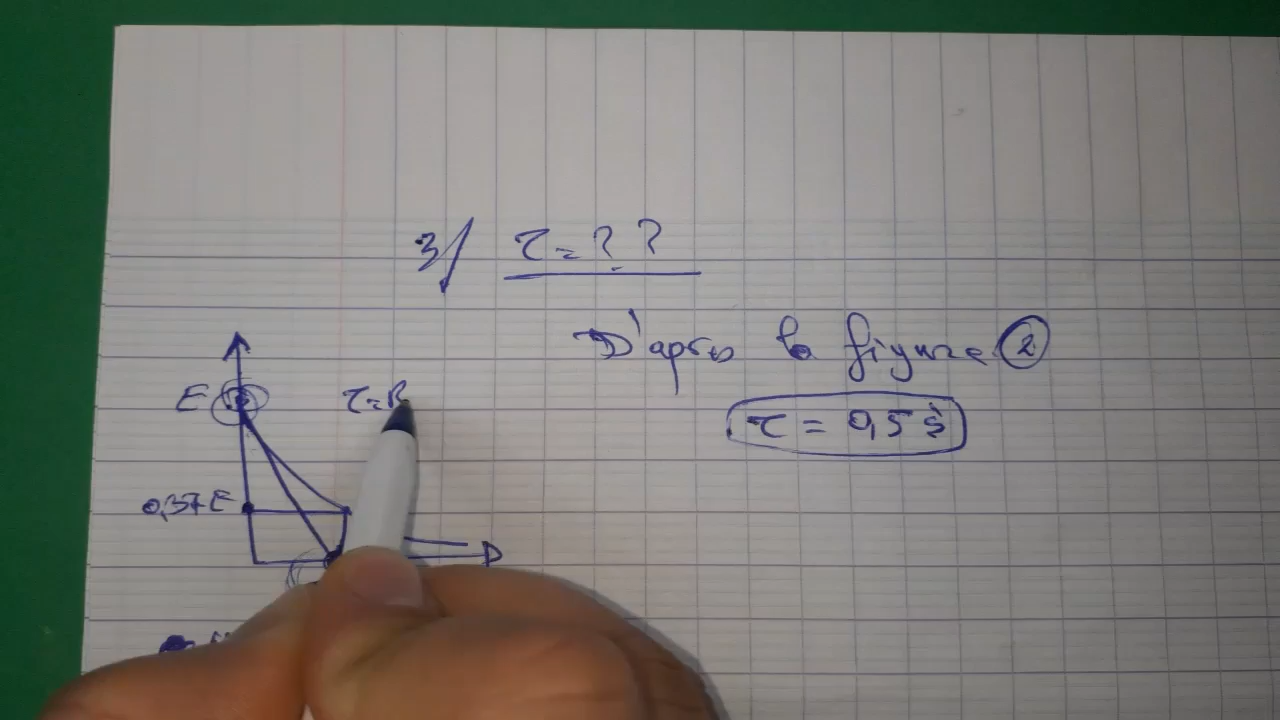 3/ τ = ? ?
D'après la figure 2
E
τ = R
τ = 0,5 s
0,37 E